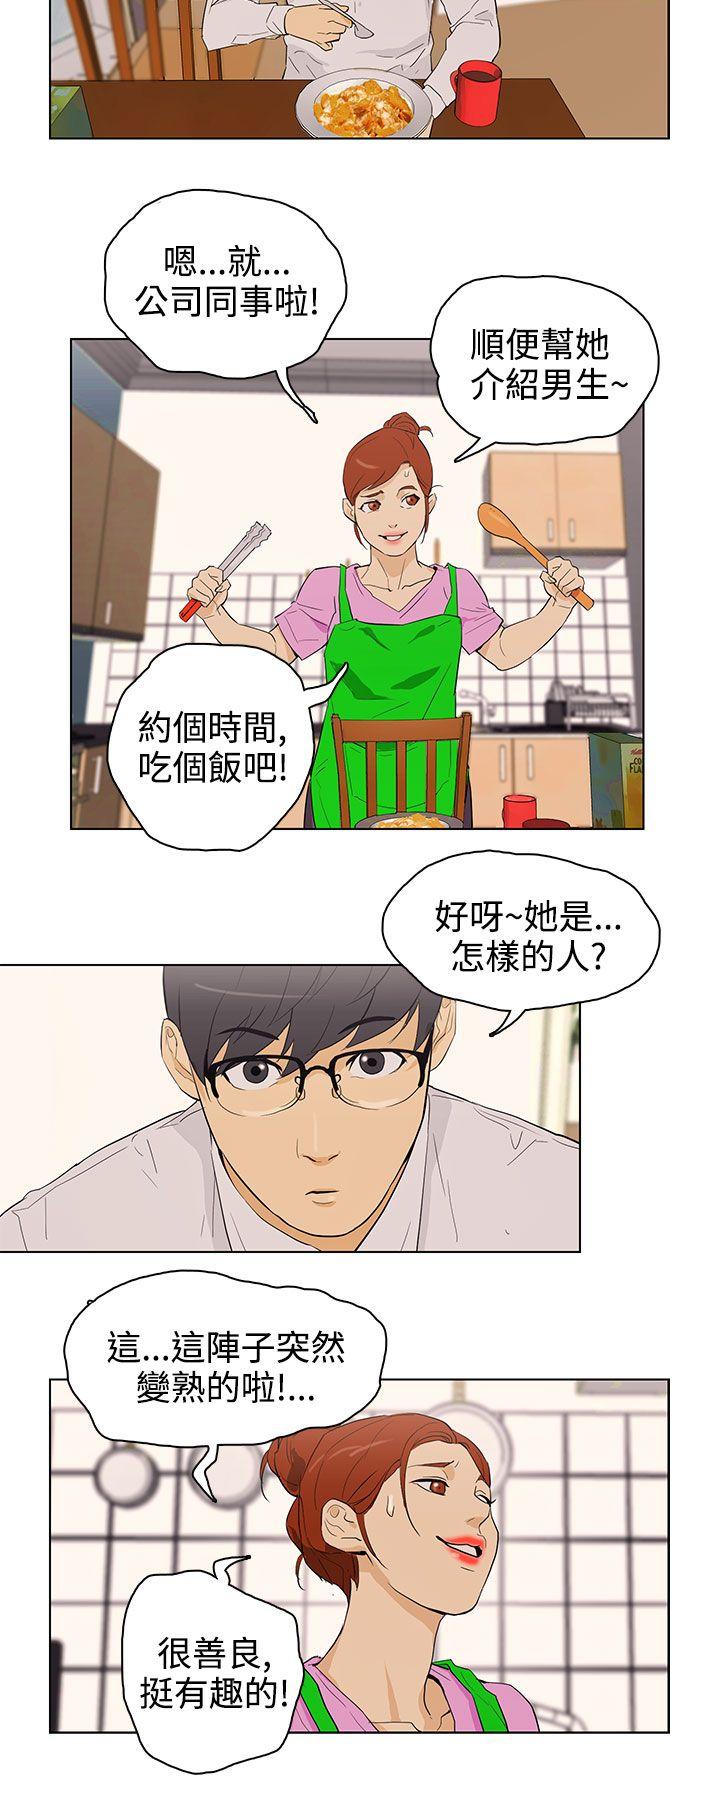 嗯...就...
公司同事啦!
順便幫她
介紹男生~
約個時間,
吃個飯吧!
好呀~她是...
怎樣的人?
這...這陣子突然
變熟的啦!...
很善良,
挺有趣的!